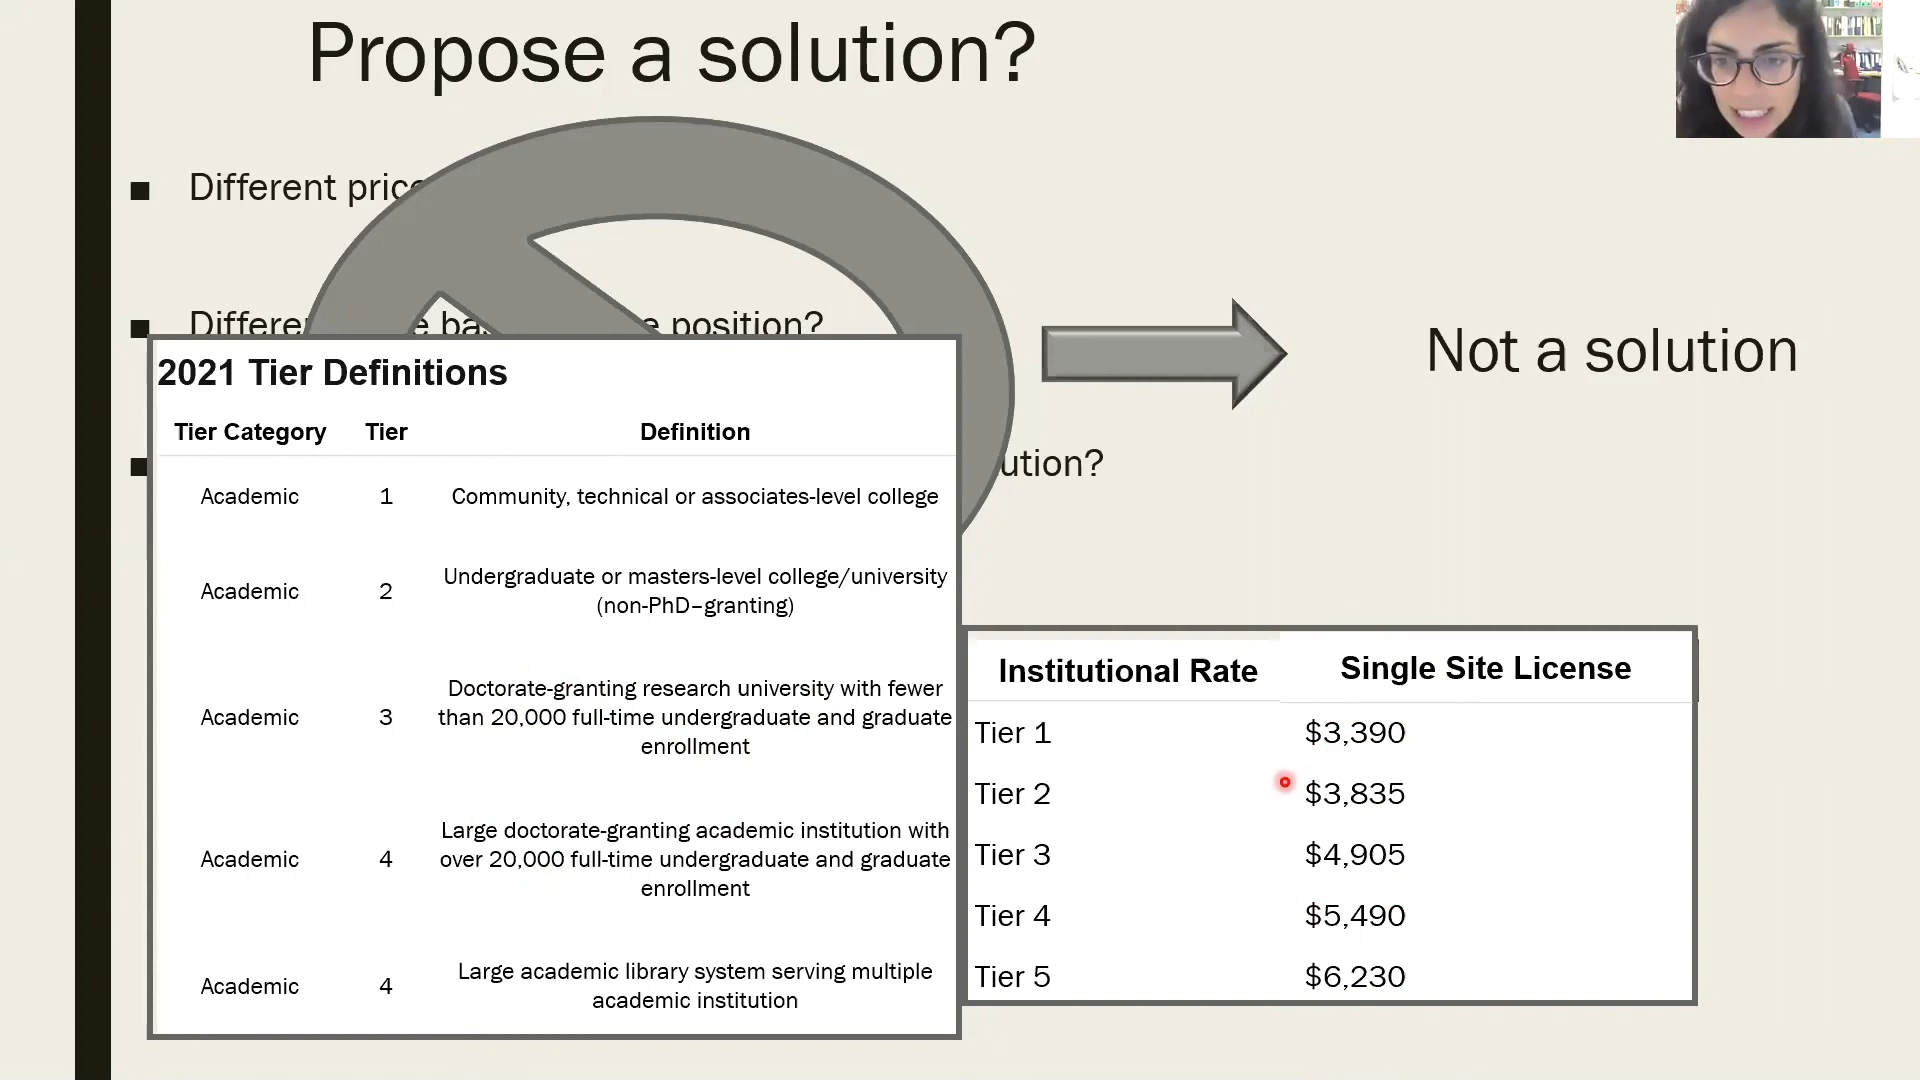 Propose a solution?
Different price
Differe e ba e position?
ution?
Not a solution
2021 Tier Definitions
Tier Category Tier Definition
Academic 1 Community, technical or associates-level college
Academic 2 Undergraduate or masters-level college/university
(non-PhD–granting)
Academic 3 Doctorate-granting research university with fewer
than 20,000 full-time undergraduate and graduate
enrollment
Academic 4 Large doctorate-granting academic institution with
over 20,000 full-time undergraduate and graduate
enrollment
Academic 4 Large academic library system serving multiple
academic institution
Institutional Rate Single Site License
Tier 1 $3,390
Tier 2 $3,835
Tier 3 $4,905
Tier 4 $5,490
Tier 5 $6,230